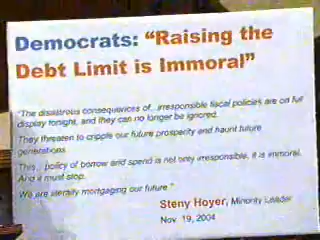 Democrats: "Raising the
Debt Limit is Immoral"
"The disastrous consequences of...irresponsible fiscal policies are on full
display tonight, and they can no longer be ignored.
They threaten to cripple our future prosperity and haunt future
generations.
This... policy of borrow and spend is not only irresponsible, it is immoral.
And it must stop.
We are literally mortgaging our future."
Steny Hoyer, Minority Leader
Nov. 19, 2004